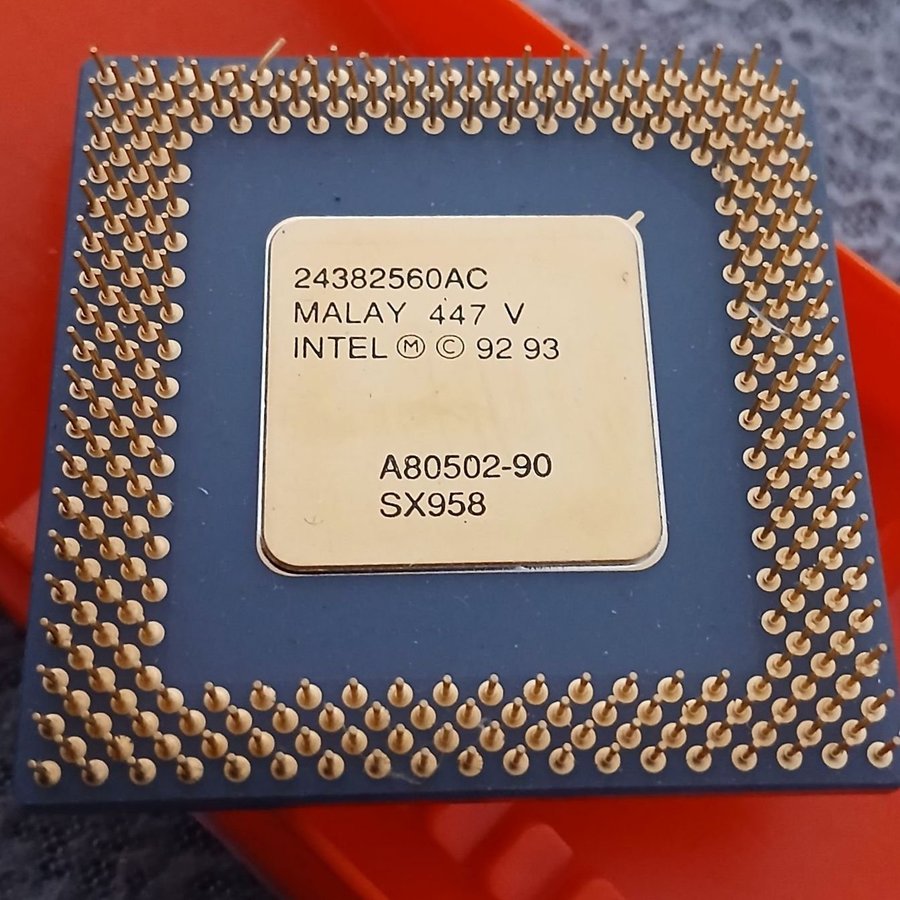 24382560AC
MALAY 447 V
INTEL Ⓜ © 92 93
A80502-90
SX958